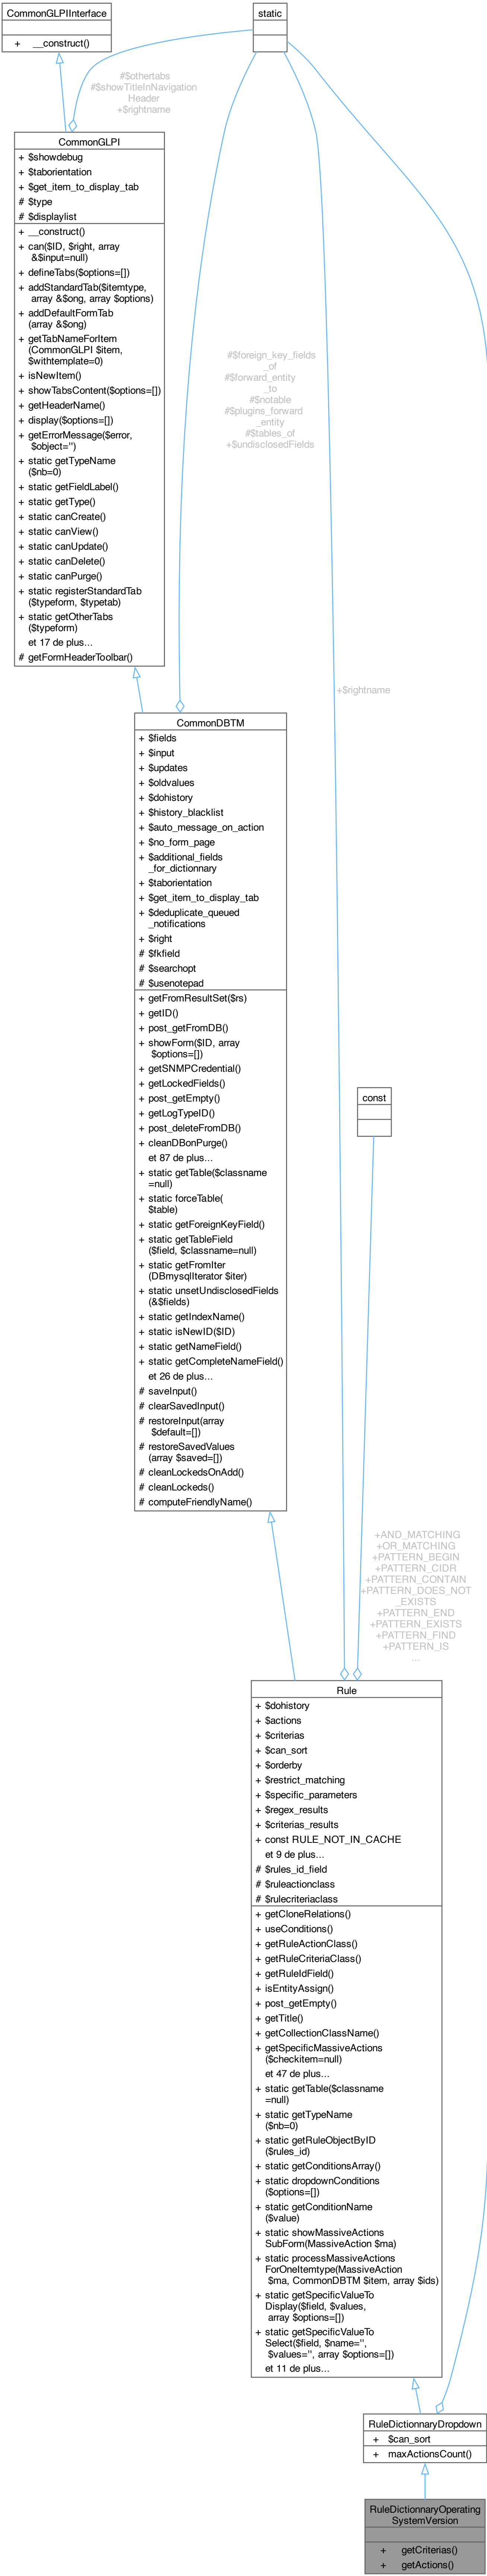 CommonGLPIInterface
+ __construct()
static
#$othertabs
#$showTitleInNavigation
Header
+$rightname
CommonGLPI
+ $showdebug
+ $taborientation
+ $get_item_to_display_tab
# $type
# $displaylist
+ __construct()
+ can($ID, $right, array
&$input=null)
+ defineTabs($options=[])
+ addStandardTab($itemtype,
array &$ong, array $options)
+ addDefaultFormTab
(array &$ong)
+ getTabNameForItem
(CommonGLPI $item,
$withtemplate=0)
+ isNewItem()
+ showTabsContent($options=[])
+ getHeaderName()
+ display($options=[])
+ getErrorMessage($error,
$object='')
+ static getTypeName
($nb=0)
+ static getFieldLabel()
+ static getType()
+ static canCreate()
+ static canView()
+ static canUpdate()
+ static canDelete()
+ static canPurge()
+ static registerStandardTab
($typeform, $typetab)
+ static getOtherTabs
($typeform)
et 17 de plus...
# getFormHeaderToolbar()
#$foreign_key_fields
_of
#$forward_entity
_to
#$notable
#$plugins_forward
_entity
#$tables_of
+$undisclosedFields
+$rightname
CommonDBTM
+ $fields
+ $input
+ $updates
+ $oldvalues
+ $dohistory
+ $history_blacklist
+ $auto_message_on_action
+ $no_form_page
+ $additional_fields
_for_dictionnary
+ $taborientation
+ $get_item_to_display_tab
+ $deduplicate_queued
_notifications
+ $right
# $fkfield
# $searchopt
# $usenotepad
+ getFromResultSet($rs)
+ getID()
+ post_getFromDB()
+ showForm($ID, array
$options=[])
+ getSNMPCredential()
+ getLockedFields()
+ post_getEmpty()
+ getLogTypeID()
+ post_deleteFromDB()
+ cleanDBonPurge()
et 87 de plus...
+ static getTable($classname
=null)
+ static forceTable(
$table)
+ static getForeignKeyField()
+ static getTableField
($field, $classname=null)
+ static getFromIter
(DBmysqlIterator $iter)
+ static unsetUndisclosedFields
(&$fields)
+ static getIndexName()
+ static isNewID($ID)
+ static getNameField()
+ static getCompleteNameField()
et 26 de plus...
# saveInput()
# clearSavedInput()
# restoreInput(array
$default=[])
# restoreSavedValues
(array $saved=[])
# cleanLockedsOnAdd()
# cleanLockeds()
# computeFriendlyName()
const
+AND_MATCHING
+OR_MATCHING
+PATTERN_BEGIN
+PATTERN_CIDR
+PATTERN_CONTAIN
+PATTERN_DOES_NOT
_EXISTS
+PATTERN_END
+PATTERN_EXISTS
+PATTERN_FIND
+PATTERN_IS
...
Rule
+ $dohistory
+ $actions
+ $criterias
+ $can_sort
+ $orderby
+ $restrict_matching
+ $specific_parameters
+ $regex_results
+ $criterias_results
+ const RULE_NOT_IN_CACHE
et 9 de plus...
# $rules_id_field
# $ruleactionclass
# $rulecriteriaclass
+ getCloneRelations()
+ useConditions()
+ getRuleActionClass()
+ getRuleCriteriaClass()
+ getRuleIdField()
+ isEntityAssign()
+ post_getEmpty()
+ getTitle()
+ getCollectionClassName()
+ getSpecificMassiveActions
($checkitem=null)
et 47 de plus...
+ static getTable($classname
=null)
+ static getTypeName
($nb=0)
+ static getRuleObjectByID
($rules_id)
+ static getConditionsArray()
+ static dropdownConditions
($options=[])
+ static getConditionName
($value)
+ static showMassiveActions
SubForm(MassiveAction $ma)
+ static processMassiveActions
ForOneItemtype(MassiveAction
$ma, CommonDBTM $item, array $ids)
+ static getSpecificValueTo
Display($field, $values,
array $options=[])
+ static getSpecificValueTo
Select($field, $name='',
$values='', array $options=[])
et 11 de plus...
RuleDictionnaryDropdown
+ $can_sort
+ maxActionsCount()
RuleDictionnaryOperating
SystemVersion
+ getCriterias()
+ getActions()